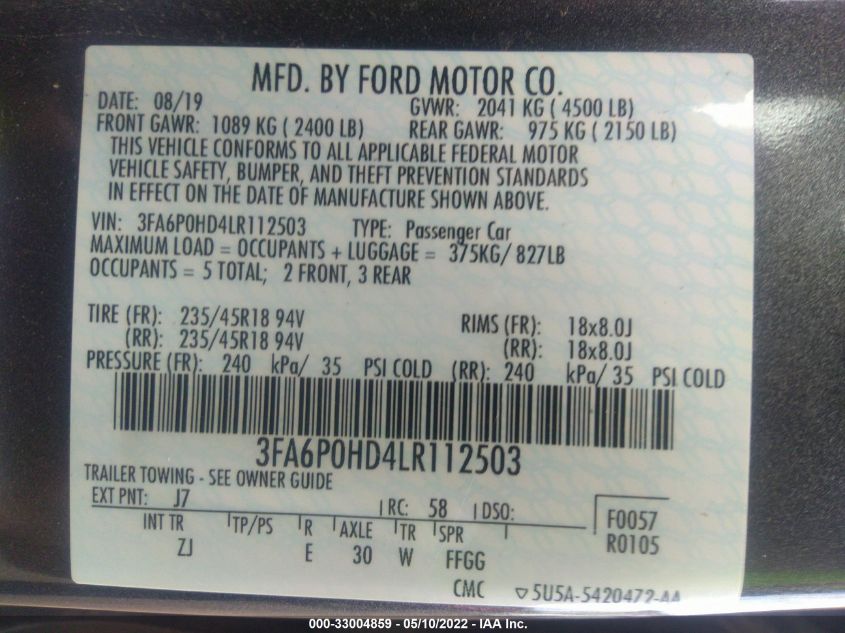 MFD. BY FORD MOTOR CO.
DATE: 08/19 GVWR: 2041 KG ( 4500 LB)
FRONT GAWR: 1089 KG ( 2400 LB) REAR GAWR: 975 KG ( 2150 LB)
THIS VEHICLE CONFORMS TO ALL APPLICABLE FEDERAL MOTOR
VEHICLE SAFETY, BUMPER, AND THEFT PREVENTION STANDARDS
IN EFFECT ON THE DATE OF MANUFACTURE SHOWN ABOVE.
VIN: 3FA6P0HD4LR112503 TYPE: Passenger Car
MAXIMUM LOAD = OCCUPANTS + LUGGAGE = 375KG/ 827LB
OCCUPANTS = 5 TOTAL; 2 FRONT, 3 REAR
TIRE (FR): 235/45R18 94V RIMS (FR): 18x8.0J
(RR): 235/45R18 94V (RR): 18x8.0J
PRESSURE (FR): 240 kPa/ 35 PSI COLD (RR): 240 kPa/ 35 PSI COLD
3FA6P0HD4LR112503
TRAILER TOWING - SEE OWNER GUIDE
EXT PNT: J7 RC: 58 DSO: F0057
INT TR TP/PS R AXLE TR SPR R0105
ZJ E 30 W FFGG
CMC ▽5U5A-5420472-AA
000-33004859 - 05/10/2022 - IAA Inc.